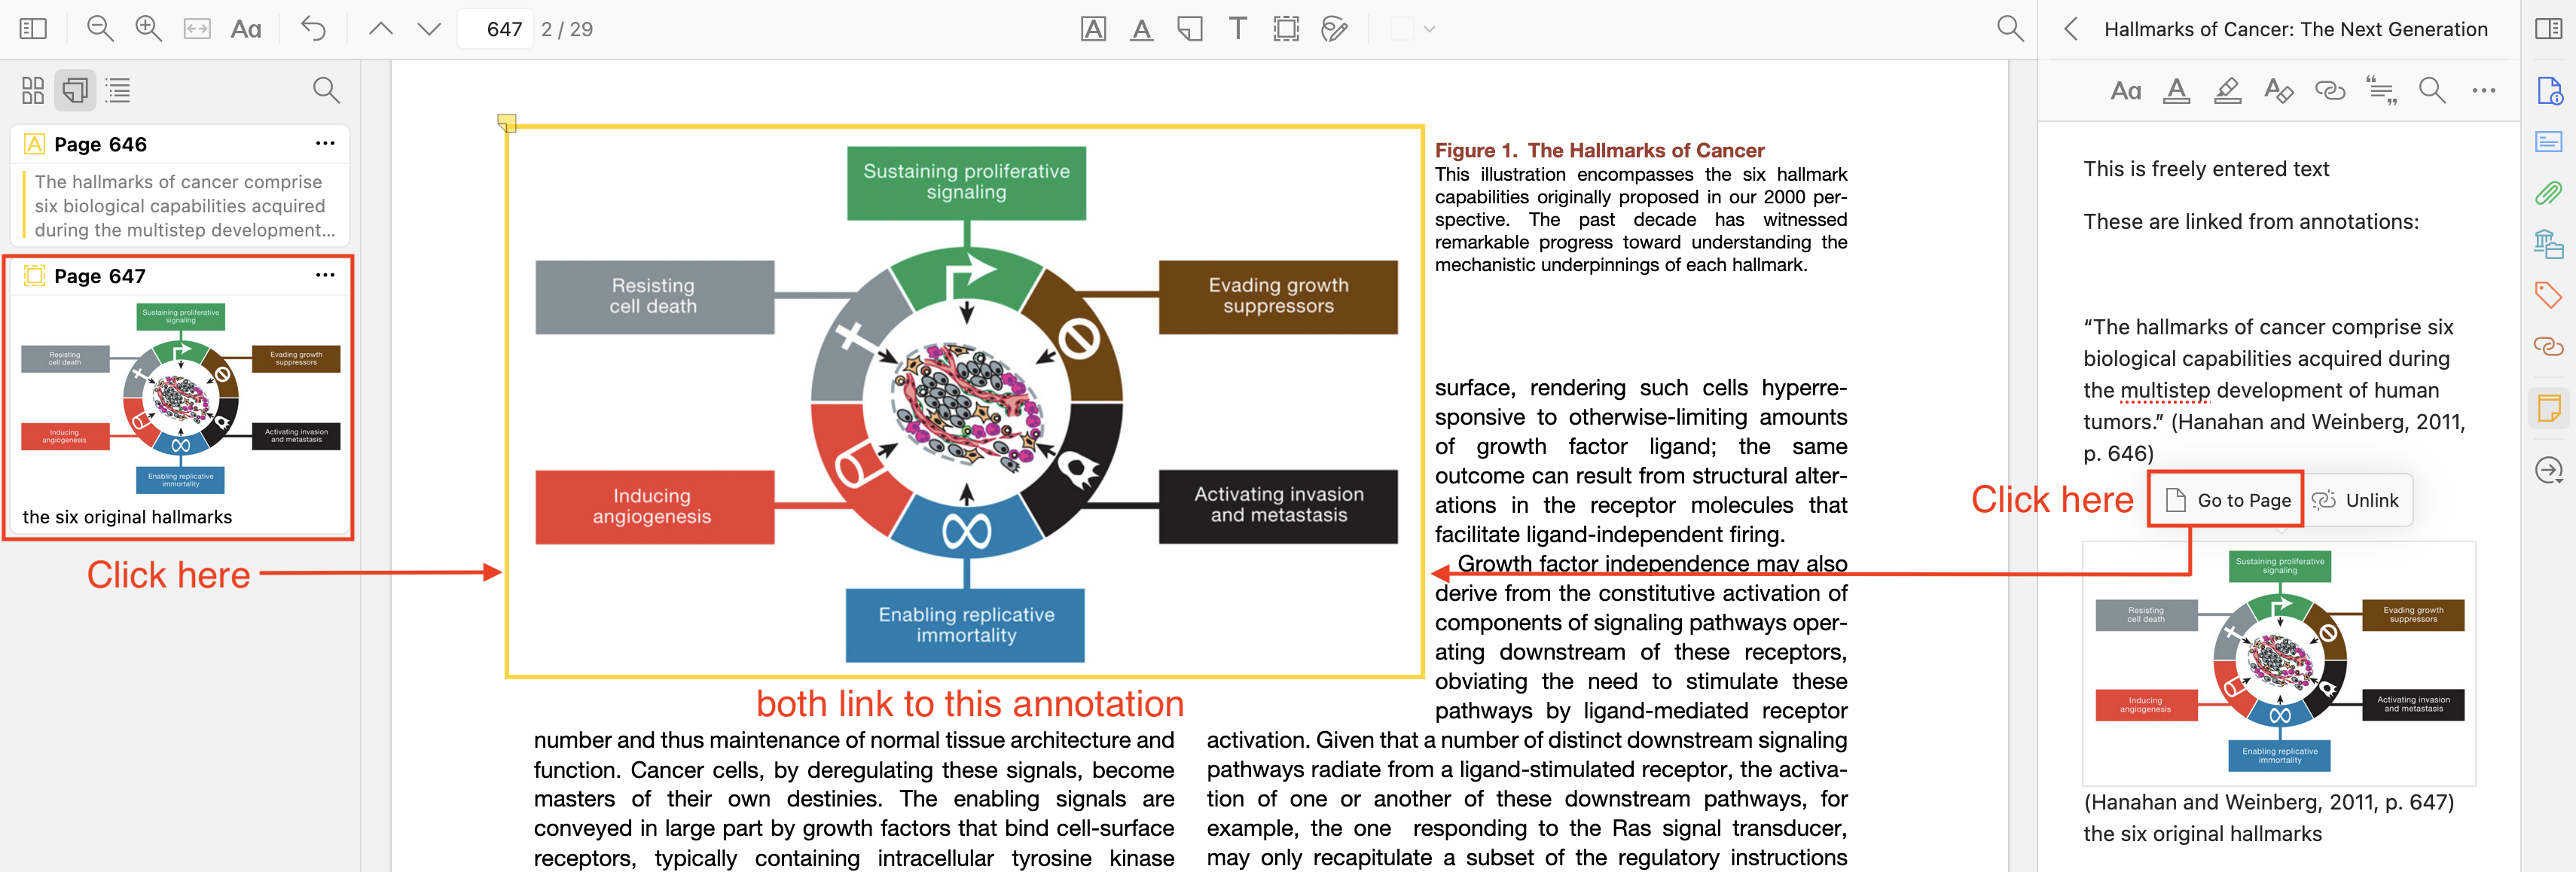 Aa
647
2 / 29
A
A
T
Hallmarks of Cancer: The Next Generation
Aa
A
A
A
Page 646
...
The hallmarks of cancer comprise
six biological capabilities acquired
during the multistep development...
Page 647
...
Sustaining proliferative
signaling
Resisting
cell death
Evading growth
suppressors
Inducing
angiogenesis
Activating invasion
and metastasis
Enabling replicative
immortality
the six original hallmarks
Click here
Sustaining proliferative
signaling
Resisting
cell death
Evading growth
suppressors
Inducing
angiogenesis
Activating invasion
and metastasis
Enabling replicative
immortality
both link to this annotation
Figure 1. The Hallmarks of Cancer
This illustration encompasses the six hallmark
capabilities originally proposed in our 2000 per-
spective. The past decade has witnessed
remarkable progress toward understanding the
mechanistic underpinnings of each hallmark.
number and thus maintenance of normal tissue architecture and
function. Cancer cells, by deregulating these signals, become
masters of their own destinies. The enabling signals are
conveyed in large part by growth factors that bind cell-surface
receptors, typically containing intracellular tyrosine kinase
surface, rendering such cells hyperre-
sponsive to otherwise-limiting amounts
of growth factor ligand; the same
outcome can result from structural alter-
ations in the receptor molecules that
facilitate ligand-independent firing.
Growth factor independence may also
derive from the constitutive activation of
components of signaling pathways oper-
ating downstream of these receptors,
obviating the need to stimulate these
pathways by ligand-mediated receptor
activation. Given that a number of distinct downstream signaling
pathways radiate from a ligand-stimulated receptor, the activa-
tion of one or another of these downstream pathways, for
example, the one responding to the Ras signal transducer,
may only recapitulate a subset of the regulatory instructions
This is freely entered text
These are linked from annotations:
“The hallmarks of cancer comprise six
biological capabilities acquired during
the multistep development of human
tumors.” (Hanahan and Weinberg, 2011,
p. 646)
Click here
Go to Page
Unlink
Sustaining proliferative
signaling
Resisting
cell death
Evading growth
suppressors
Inducing
angiogenesis
Activating invasion
and metastasis
Enabling replicative
immortality
(Hanahan and Weinberg, 2011, p. 647)
the six original hallmarks